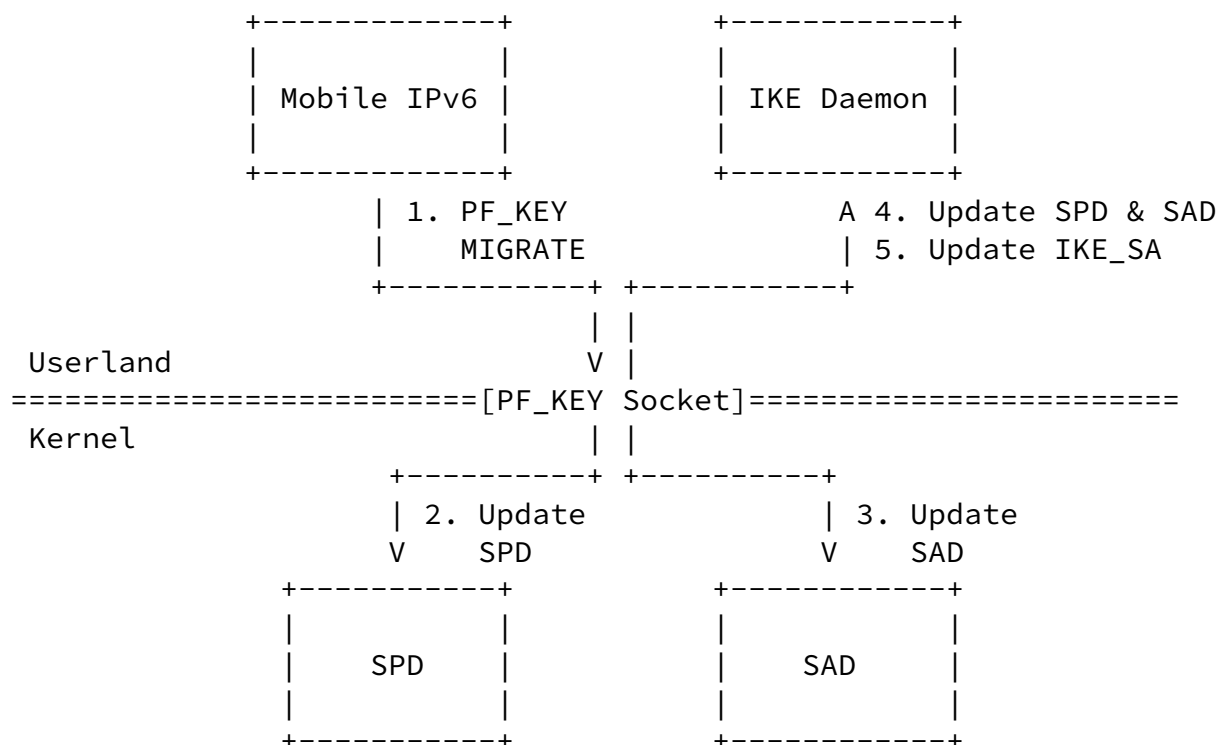 Mobile IPv6 IKE Daemon
1. PF_KEY A 4. Update SPD & SAD
MIGRATE 5. Update IKE_SA
Userland V
[PF_KEY Socket]
Kernel
2. Update 3. Update
V SPD V SAD
SPD SAD